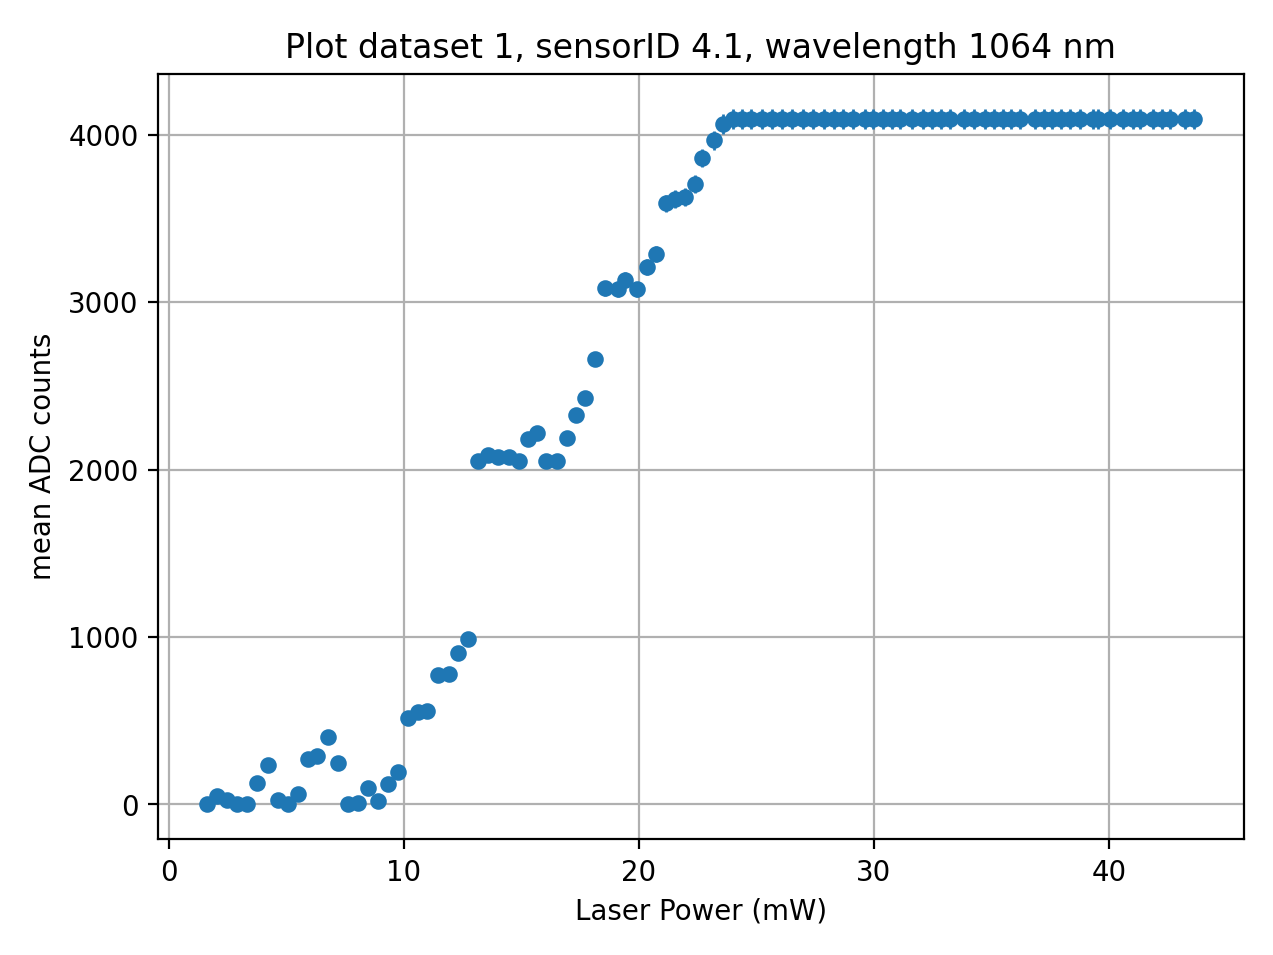 Plot dataset 1, sensorID 4.1, wavelength 1064 nm
4000
3000
2000
1000
0
mean ADC counts
0 10 20 30 40
Laser Power (mW)